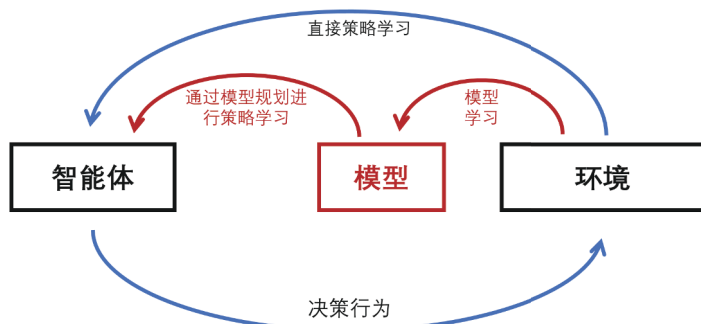 直接策略学习
通过模型规划进
行策略学习
模型
学习
智能体
模型
环境
决策行为